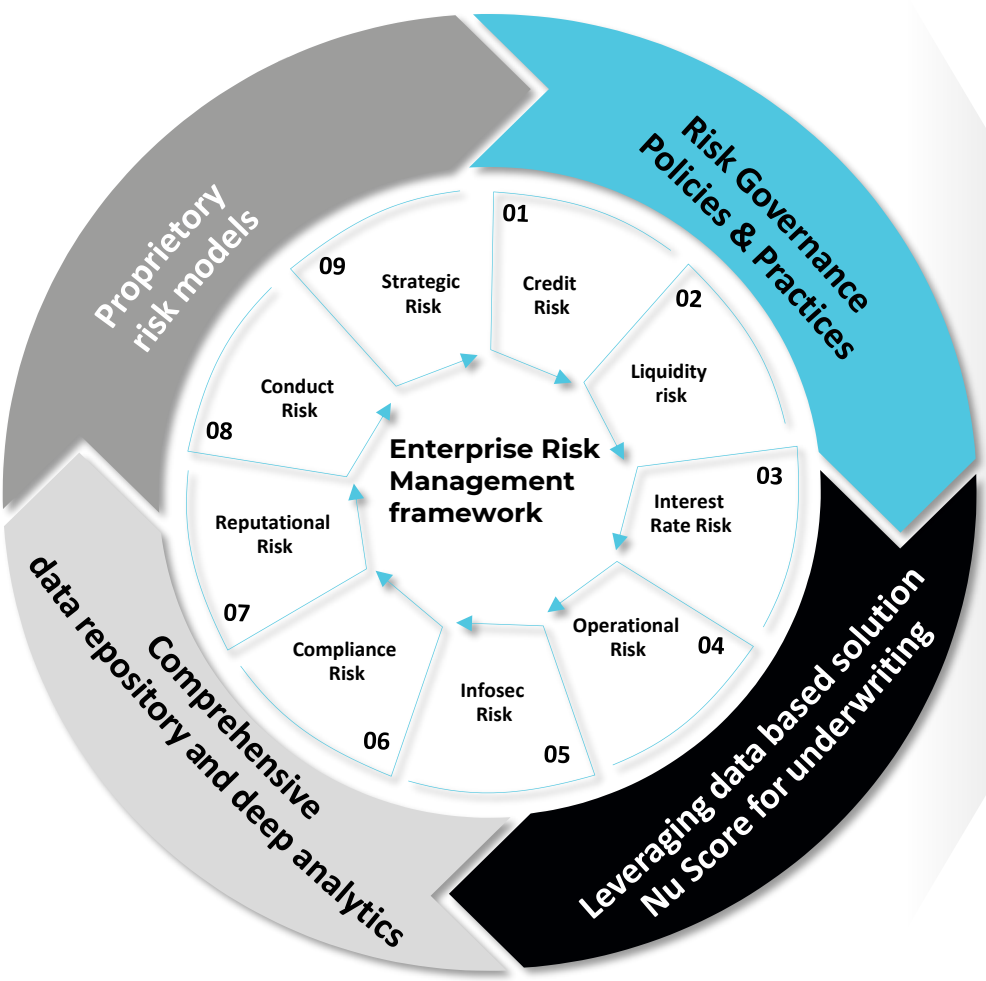 Risk Governance
Policies & Practices
Leveraging data based solution
Nu Score for underwriting
Comprehensive
data repository and deep analytics
Proprietory
risk models
01
Credit
Risk
02
Liquidity
risk
03
Interest
Rate Risk
04
Operational
Risk
05
Infosec
Risk
06
Compliance
Risk
07
Reputational
Risk
08
Conduct
Risk
09
Strategic
Risk
Enterprise Risk
Management
framework